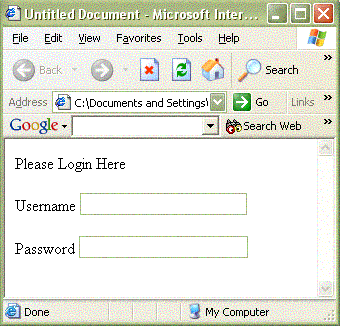 Untitled Document - Microsoft Inter...
File Edit View Favorites Tools Help
Back Search »
Address C:\Documents and Settings\ Go Links »
Google Search Web »
Please Login Here
Username
Password
Done My Computer